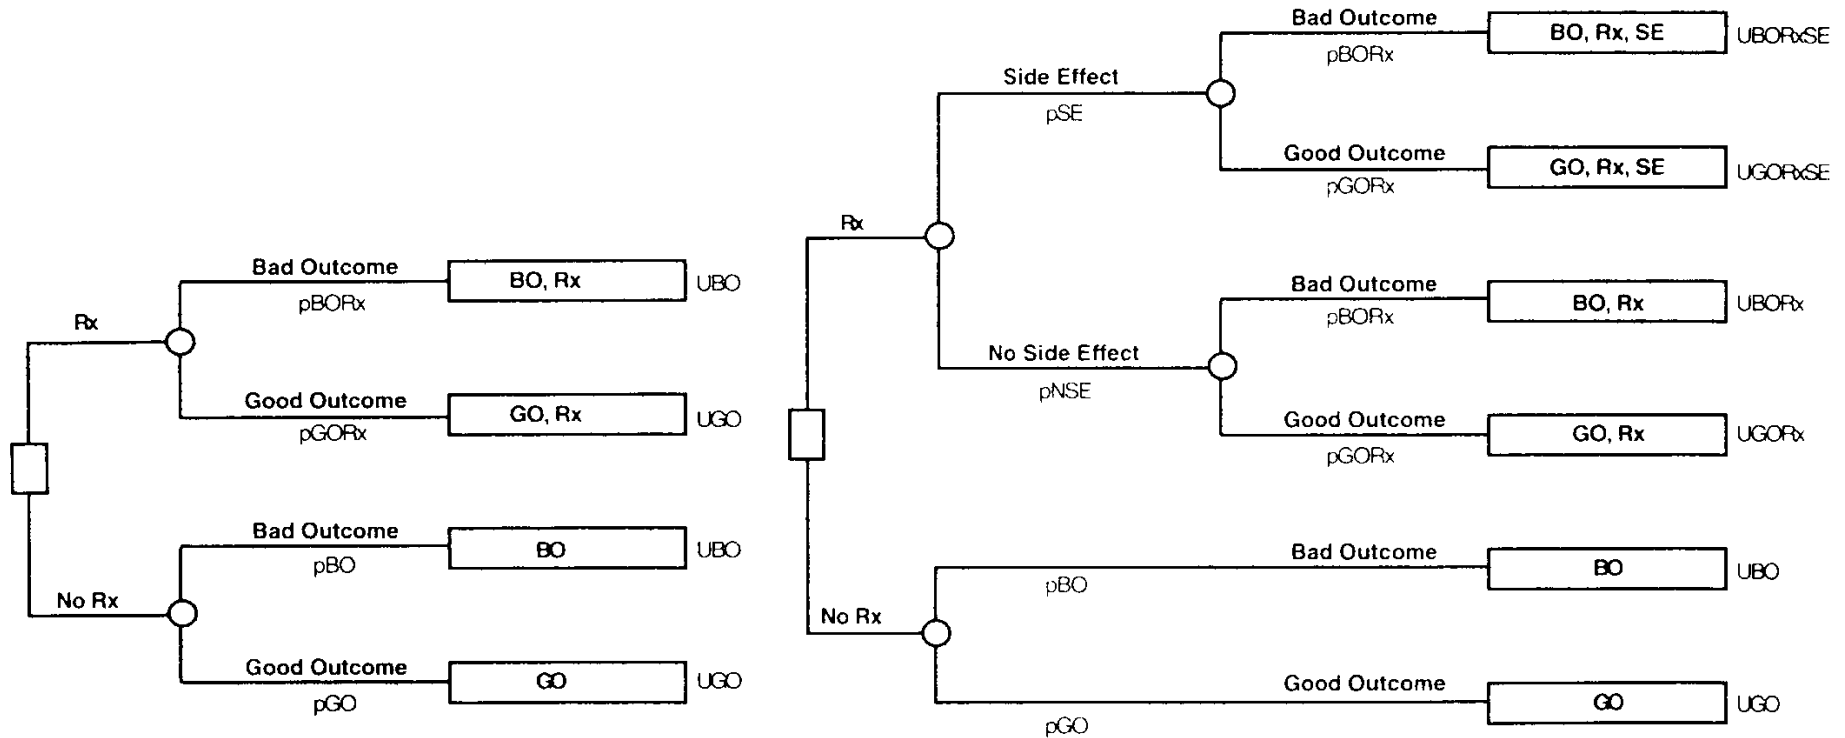 Bad Outcome
pBORx
BO, Rx
UBO
Rx
Good Outcome
pGORx
GO, Rx
UGO
Bad Outcome
pBO
BO
UBO
No Rx
Good Outcome
pGO
GO
UGO
Bad Outcome
pBORx
BO, Rx, SE
UBORxSE
Side Effect
pSE
Good Outcome
pGORx
GO, Rx, SE
UGORxSE
Rx
Bad Outcome
pBORx
BO, Rx
UBORx
No Side Effect
pNSE
Good Outcome
pGORx
GO, Rx
UGORx
Bad Outcome
pBO
BO
UBO
No Rx
Good Outcome
pGO
GO
UGO